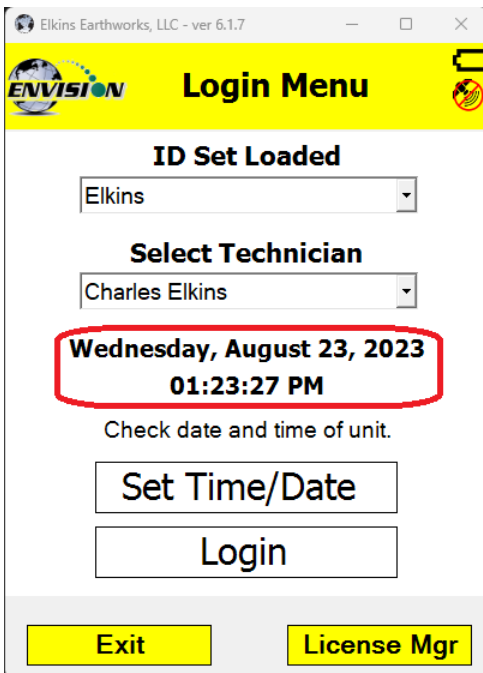 Elkins Earthworks, LLC - ver 6.1.7
ENVISION
Login Menu
ID Set Loaded
Elkins
Select Technician
Charles Elkins
Wednesday, August 23, 2023
01:23:27 PM
Check date and time of unit.
Set Time/Date
Login
Exit
License Mgr